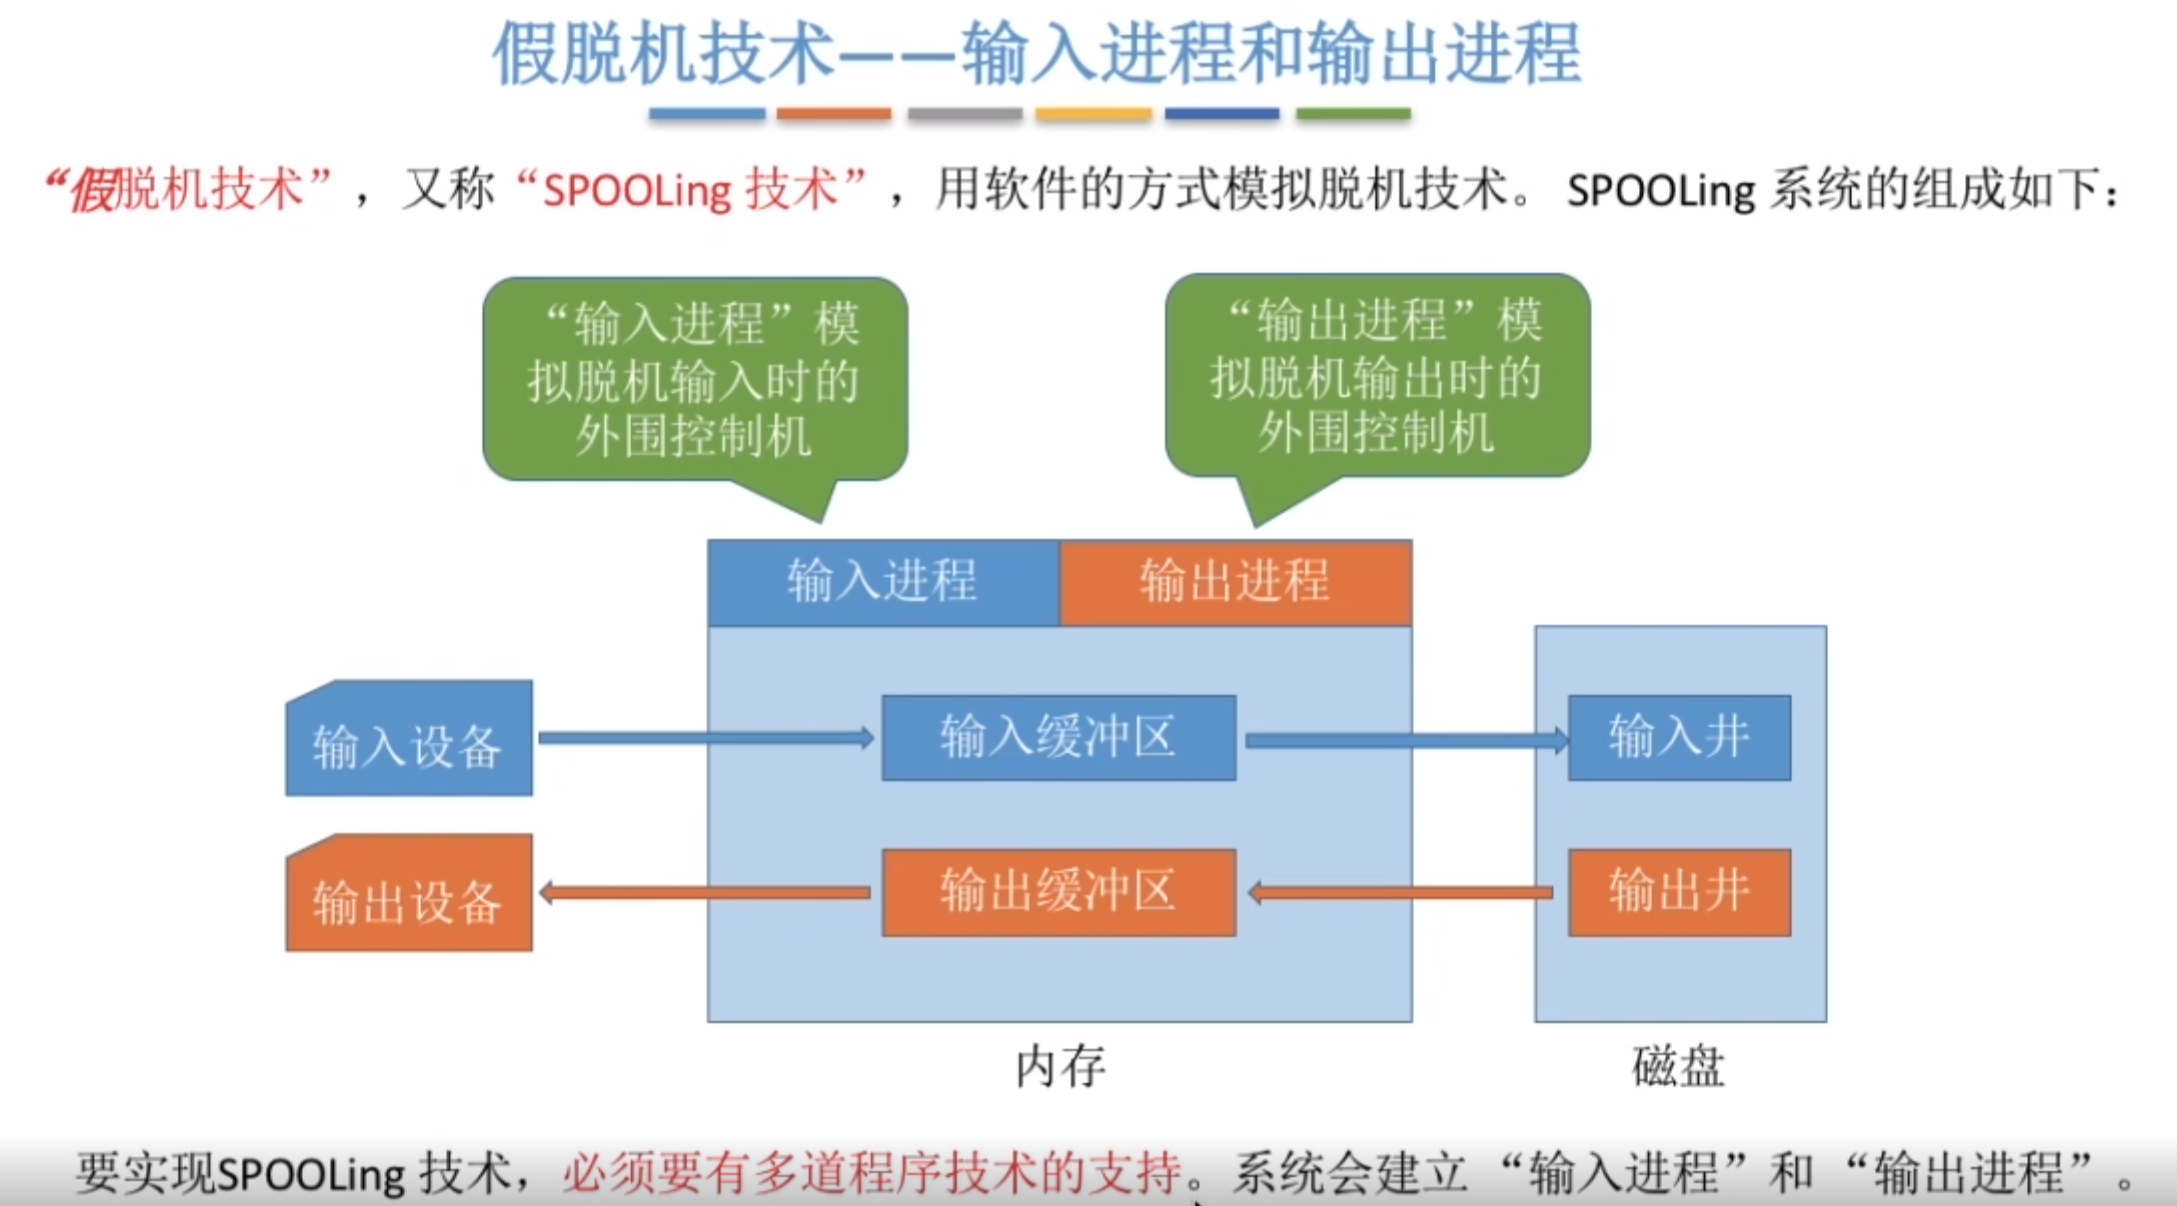 假脱机技术——输入进程和输出进程
“假脱机技术”，又称“SPOOLing 技术”，用软件的方式模拟脱机技术。SPOOLing 系统的组成如下：
“输入进程”模
拟脱机输入时的
外围控制机
“输出进程”模
拟脱机输出时的
外围控制机
输入进程
输出进程
输入设备
输入缓冲区
输入井
输出设备
输出缓冲区
输出井
内存
磁盘
要实现SPOOLing 技术，必须要有多道程序技术的支持。系统会建立“输入进程”和“输出进程”。